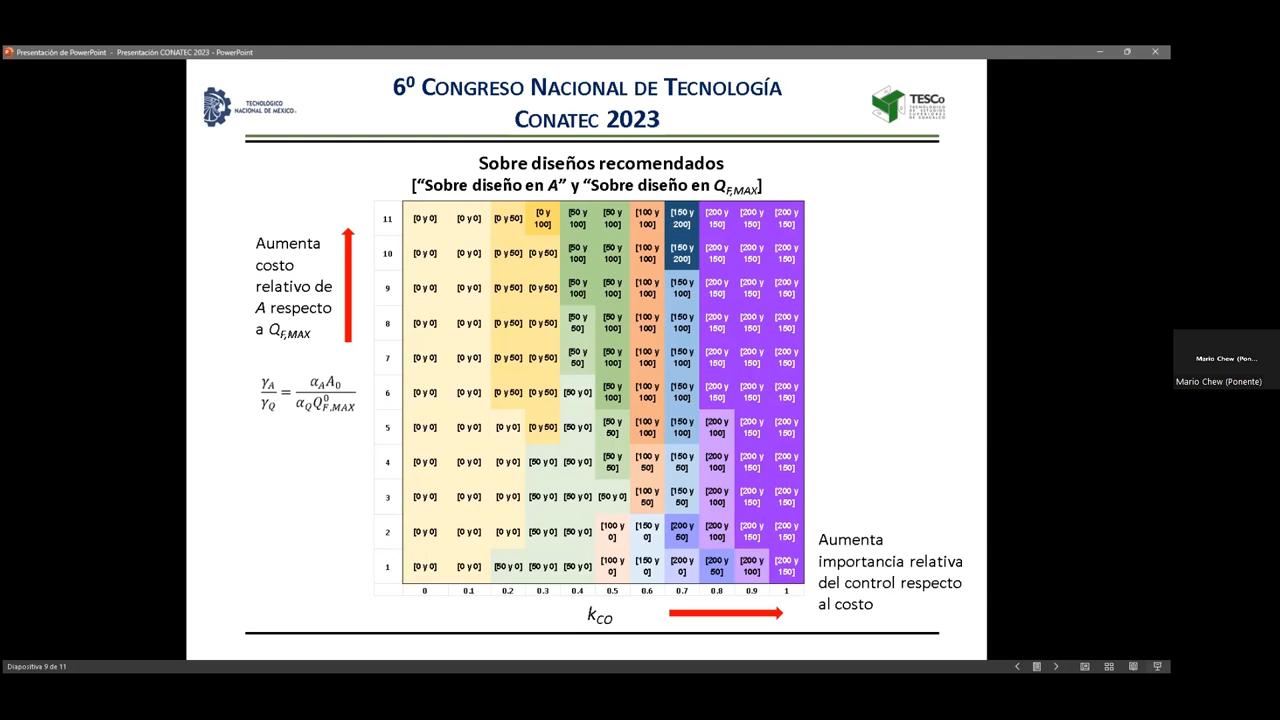 Presentación de PowerPoint - Presentación CONATEC 2023 - PowerPoint
TECNOLÓGICO
NACIONAL DE MÉXICO
6⁰ CONGRESO NACIONAL DE TECNOLOGÍA
CONATEC 2023
TESCo
TECNOLÓGICO
DE ESTUDIOS
SUPERIORES
Sobre diseños recomendados
["Sobre diseño en A" y "Sobre diseño en Q_F,MAX]
Aumenta
costo
relativo de
A respecto
a Q_F,MAX
γ_A/γ_Q = α_A A_0 / α_Q Q⁰_F,MAX
11 [0 y 0] [0 y 0] [0 y 50] [0 y 100] [50 y 100] [50 y 100] [100 y 100] [150 y 200] [200 y 150] [200 y 150] [200 y 150]
10 [0 y 0] [0 y 0] [0 y 50] [0 y 50] [50 y 100] [50 y 100] [100 y 100] [150 y 200] [200 y 150] [200 y 150] [200 y 150]
9 [0 y 0] [0 y 0] [0 y 50] [0 y 50] [50 y 100] [50 y 100] [100 y 100] [150 y 100] [200 y 150] [200 y 150] [200 y 150]
8 [0 y 0] [0 y 0] [0 y 50] [0 y 50] [50 y 50] [50 y 100] [100 y 100] [150 y 100] [200 y 150] [200 y 150] [200 y 150]
7 [0 y 0] [0 y 0] [0 y 50] [0 y 50] [50 y 50] [50 y 100] [100 y 100] [150 y 100] [200 y 150] [200 y 150] [200 y 150]
6 [0 y 0] [0 y 0] [0 y 50] [0 y 50] [50 y 0] [50 y 100] [100 y 100] [150 y 100] [200 y 150] [200 y 150] [200 y 150]
5 [0 y 0] [0 y 0] [0 y 0] [0 y 50] [50 y 0] [50 y 50] [100 y 100] [150 y 100] [200 y 100] [200 y 150] [200 y 150]
4 [0 y 0] [0 y 0] [0 y 0] [50 y 0] [50 y 0] [50 y 50] [100 y 50] [150 y 50] [200 y 100] [200 y 150] [200 y 150]
3 [0 y 0] [0 y 0] [0 y 0] [50 y 0] [50 y 0] [50 y 0] [100 y 50] [150 y 50] [200 y 100] [200 y 150] [200 y 150]
2 [0 y 0] [0 y 0] [0 y 0] [50 y 0] [50 y 0] [100 y 0] [150 y 0] [200 y 50] [200 y 100] [200 y 150] [200 y 150]
1 [0 y 0] [0 y 0] [50 y 0] [50 y 0] [50 y 0] [100 y 0] [150 y 0] [200 y 0] [200 y 50] [200 y 100] [200 y 150]
0 0.1 0.2 0.3 0.4 0.5 0.6 0.7 0.8 0.9 1
k_CO
Aumenta
importancia relativa
del control respecto
al costo
Mario Chew (Pon...
Mario Chew (Ponente)
Diapositiva 9 de 11